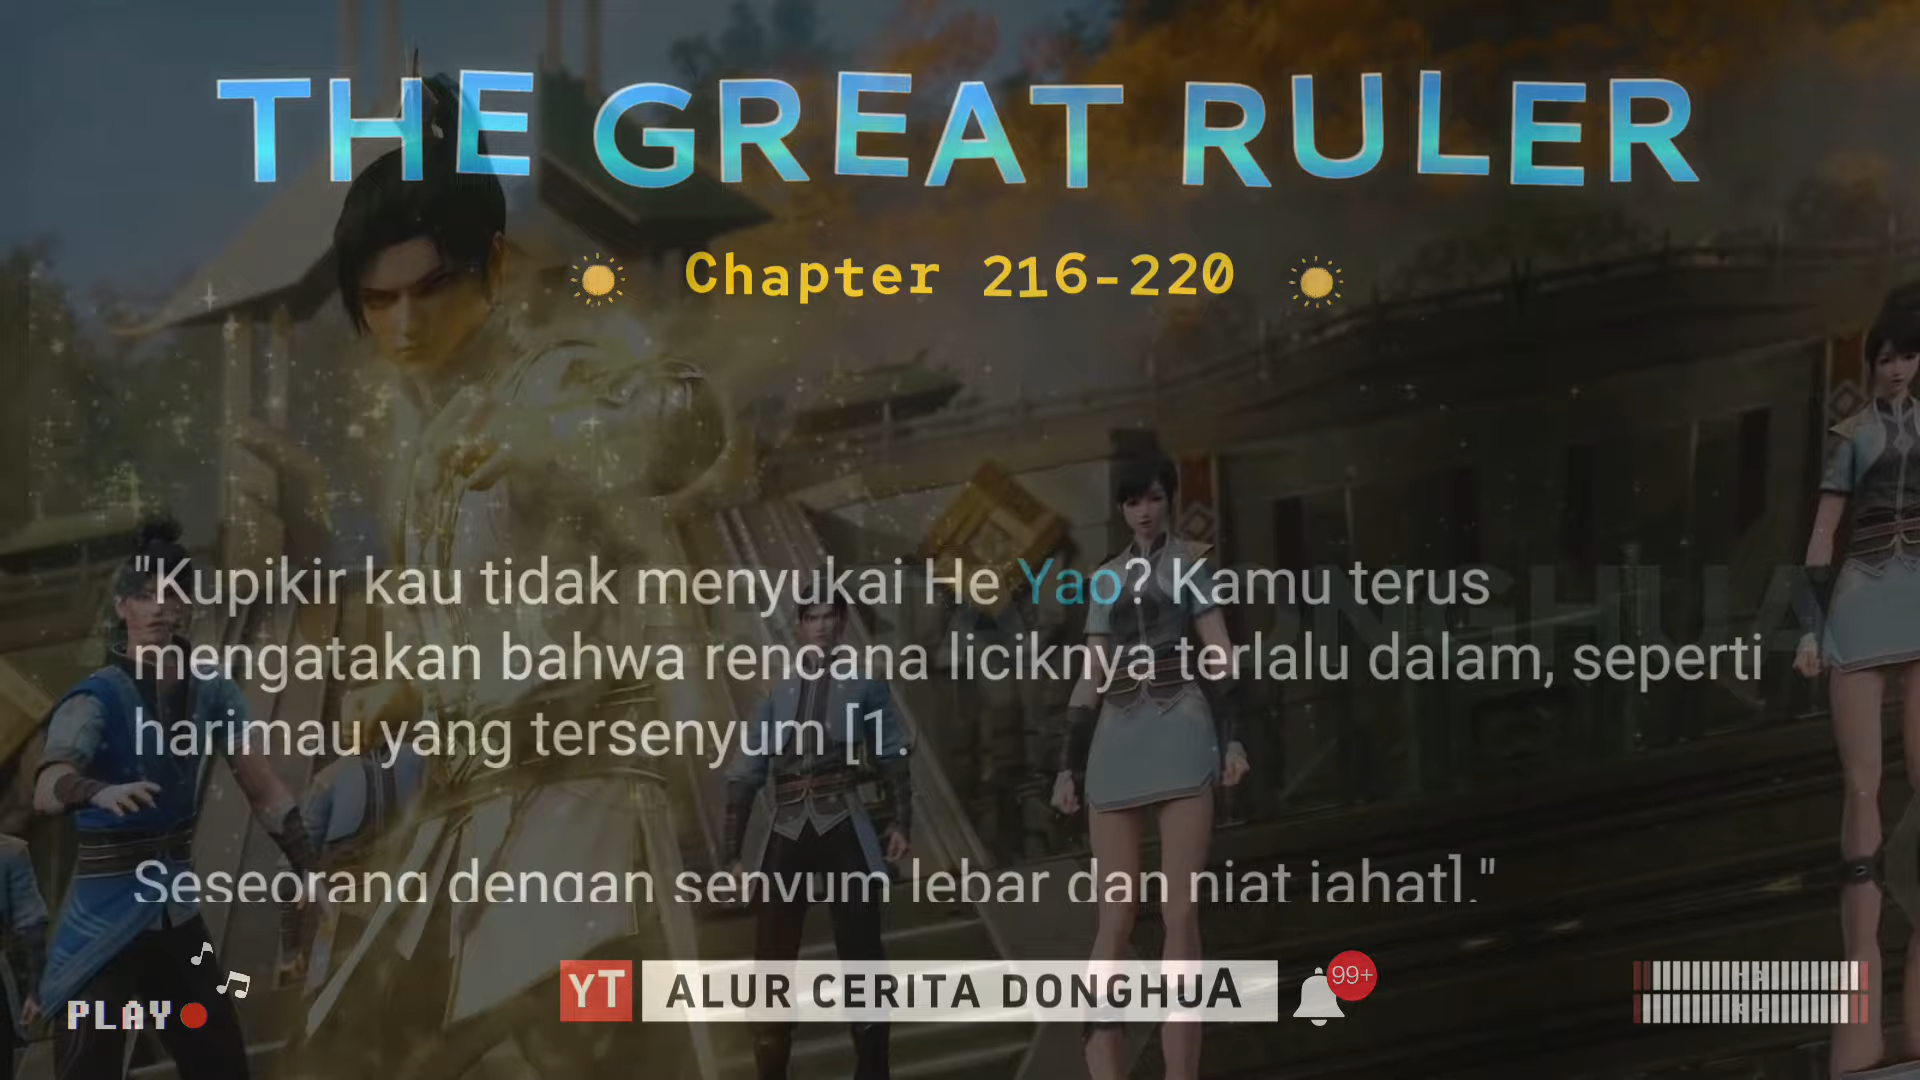 THE GREAT RULER
Chapter 216-220
"Kupikir kau tidak menyukai He Yao? Kamu terus
mengatakan bahwa rencana liciknya terlalu dalam, seperti
harimau yang tersenyum [1.
Seseorang dengan senyum lebar dan niat jahat]."
YT ALUR CERITA DONGHUA
99+
PLAY